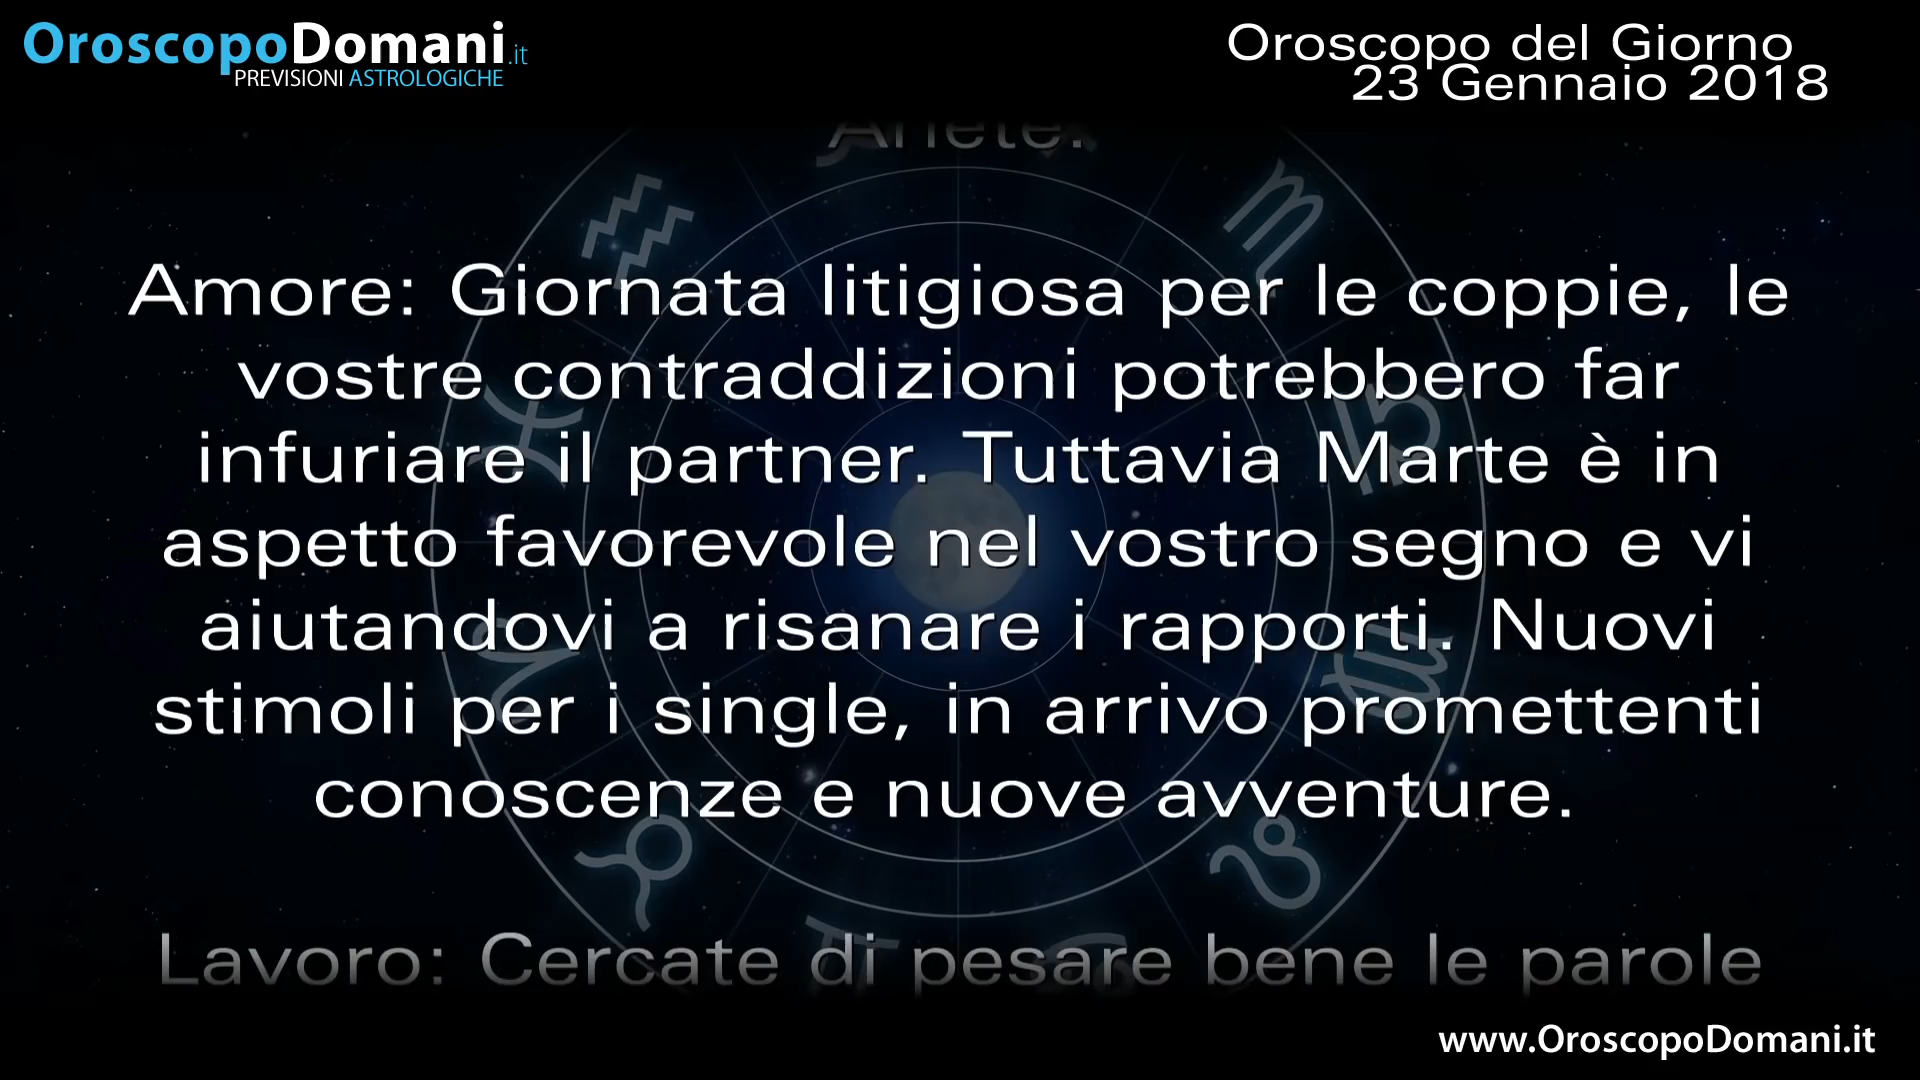 OroscopoDomani.it
PREVISIONI ASTROLOGICHE
Oroscopo del Giorno
23 Gennaio 2018
Ariete:
Amore: Giornata litigiosa per le coppie, le
vostre contraddizioni potrebbero far
infuriare il partner. Tuttavia Marte è in
aspetto favorevole nel vostro segno e vi
aiutandovi a risanare i rapporti. Nuovi
stimoli per i single, in arrivo promettenti
conoscenze e nuove avventure.
Lavoro: Cercate di pesare bene le parole
www.OroscopoDomani.it